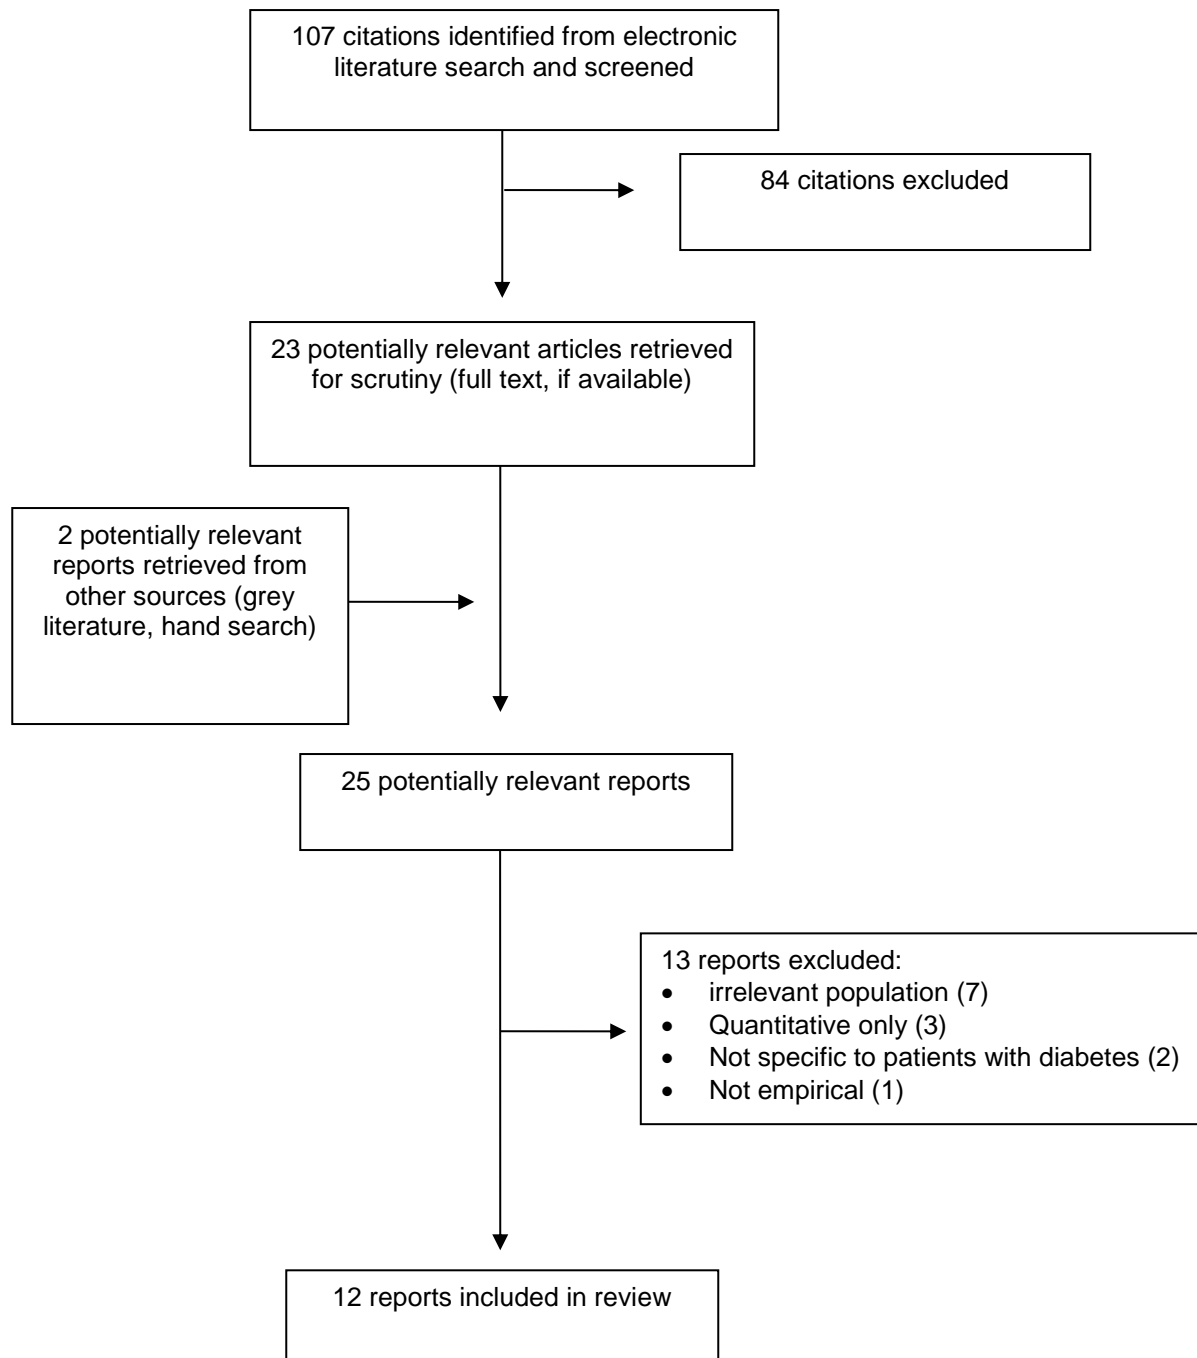 107 citations identified from electronic
literature search and screened
84 citations excluded
23 potentially relevant articles retrieved
for scrutiny (full text, if available)
2 potentially relevant
reports retrieved from
other sources (grey
literature, hand search)
25 potentially relevant reports
13 reports excluded:
• irrelevant population (7)
• Quantitative only (3)
• Not specific to patients with diabetes (2)
• Not empirical (1)
12 reports included in review